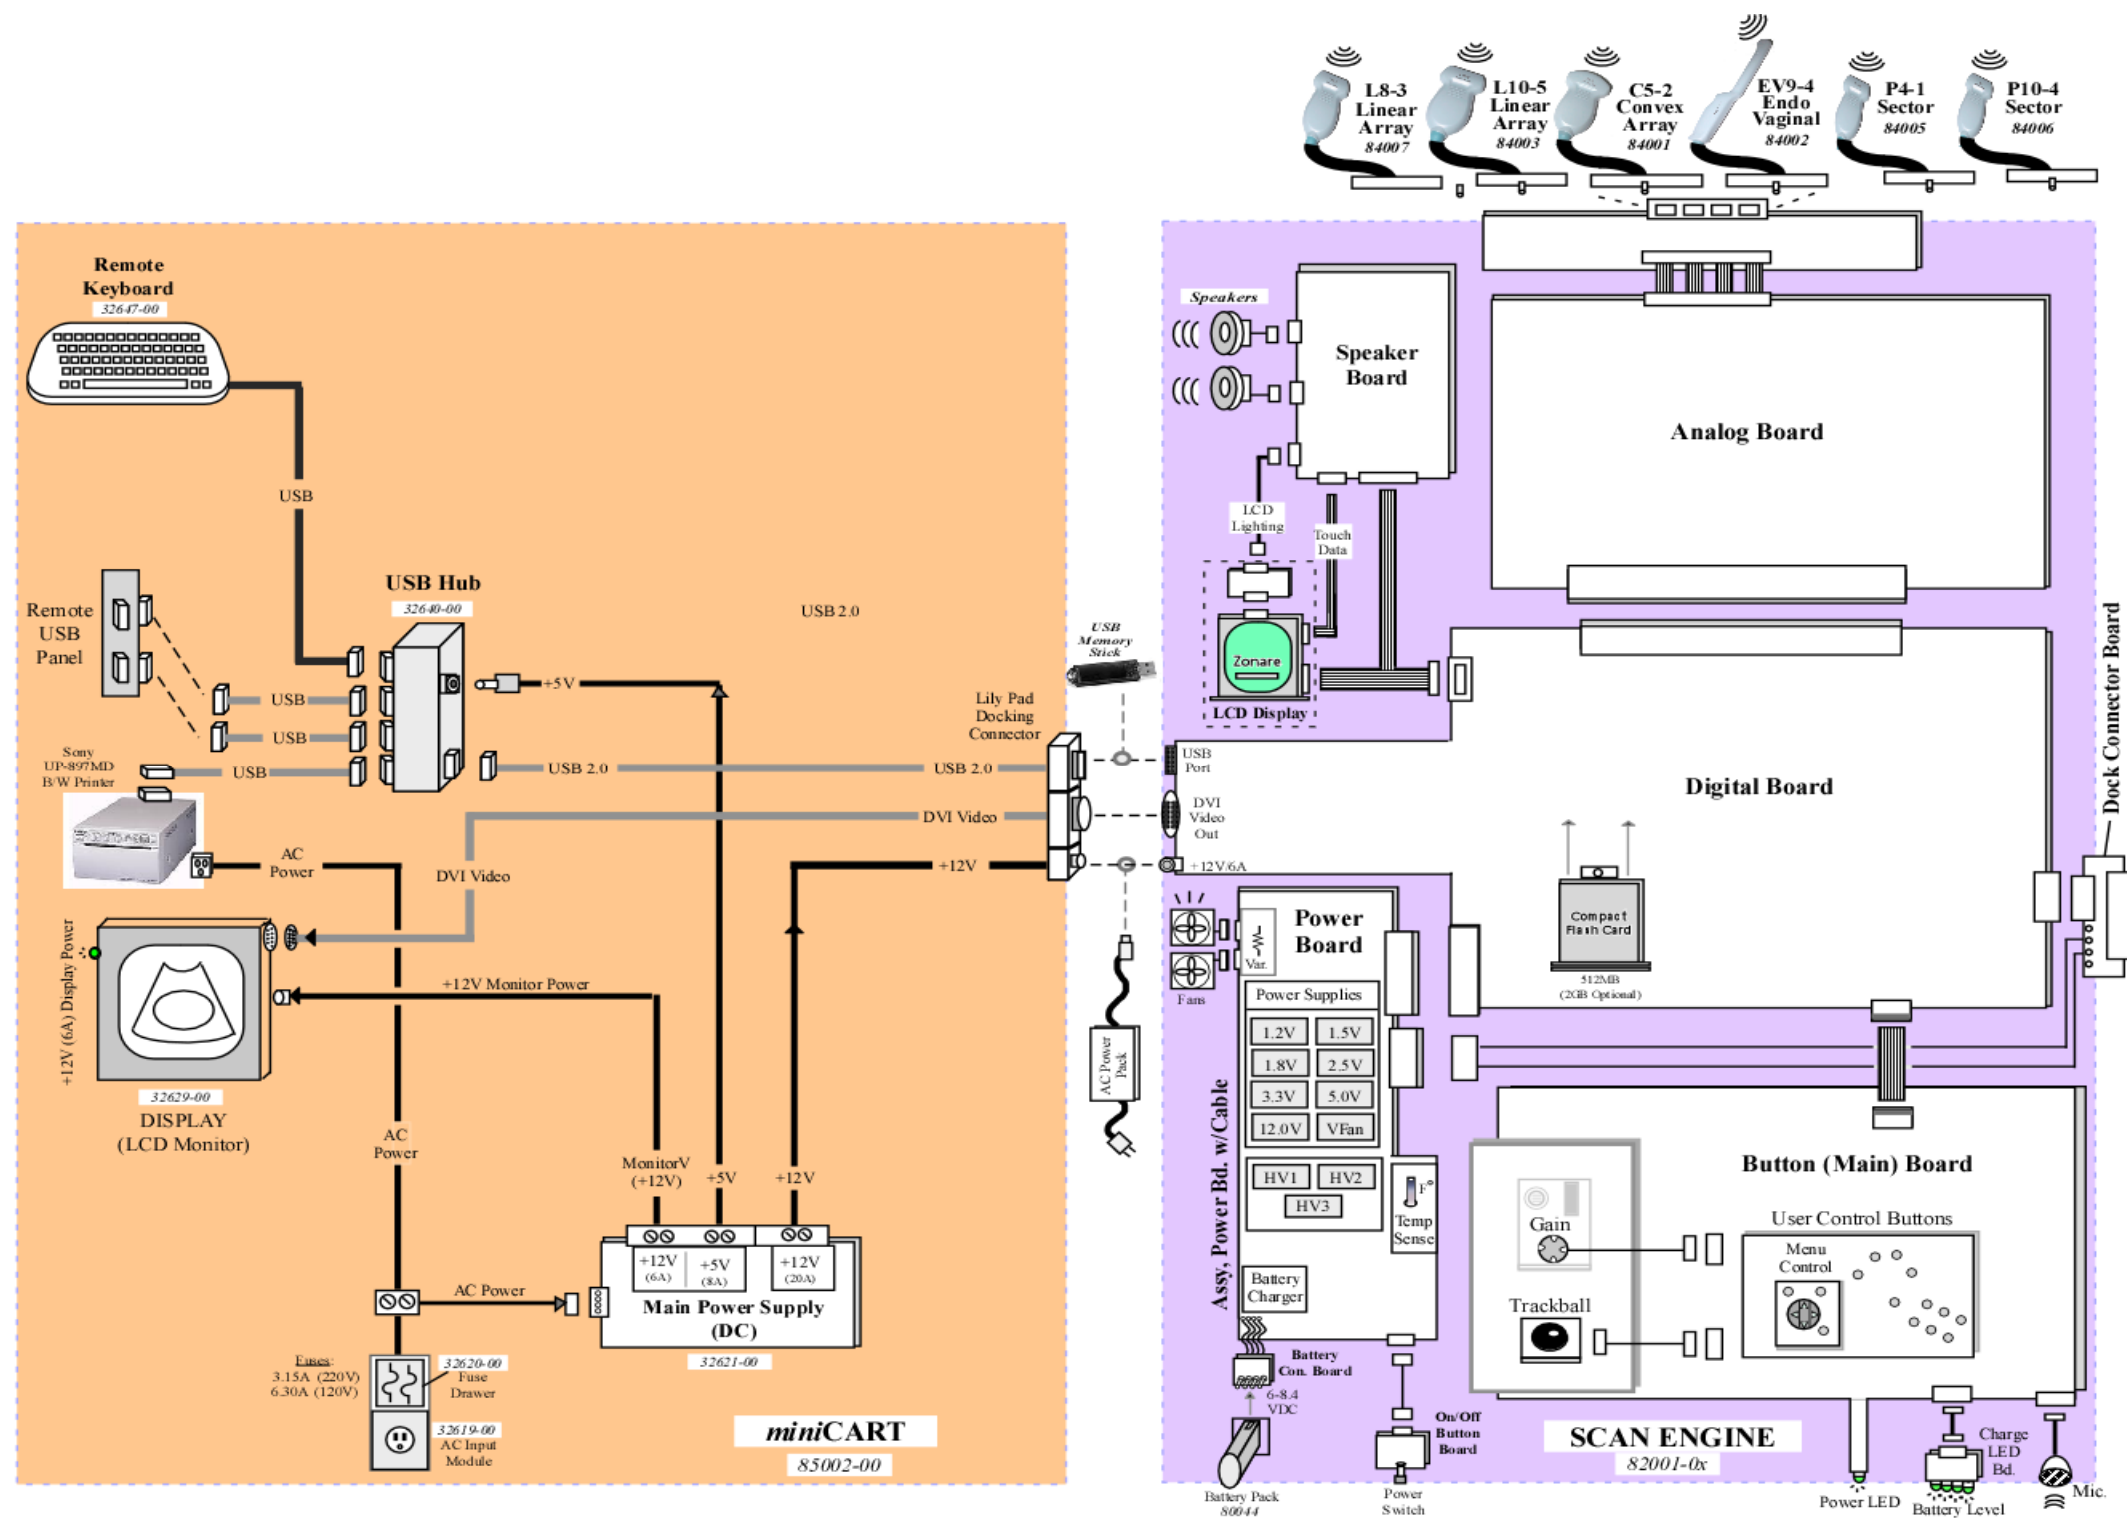 L8-3
Linear
Array
84007
L10-5
Linear
Array
84003
C5-2
Convex
Array
84001
EV9-4
Endo
Vaginal
84002
P4-1
Sector
84005
P10-4
Sector
84006
Remote
Keyboard
32647-00
USB
USB Hub
32640-00
USB 2.0
Remote
USB
Panel
USB
USB
USB
Sony
UP-897MD
B/W Printer
+5V
USB 2.0
USB 2.0
Lily Pad
Docking
Connector
DVI Video
DVI Video
AC
Power
+12V
+12V (6A) Display Power
+12V Monitor Power
32629-00
DISPLAY
(LCD Monitor)
AC
Power
MonitorV
(+12V)
+5V
+12V
+12V
(6A)
+5V
(8A)
+12V
(20A)
Main Power Supply
(DC)
32621-00
AC Power
Fuses:
3.15A (220V)
6.30A (120V)
32620-00
Fuse
Drawer
32619-00
AC Input
Module
miniCART
85002-00
USB
Memory
Stick
AC Power
Pack
Speakers
Speaker
Board
LCD
Lighting
Touch
Data
Zonare
LCD Display
Analog Board
USB
Port
DVI
Video
Out
+12V/6A
Digital Board
Compact
Flash Card
512MB
(2GB Optional)
Dock Connector Board
Fans
Var.
Power
Board
Power Supplies
1.2V
1.5V
1.8V
2.5V
3.3V
5.0V
12.0V
VFan
HV1
HV2
HV3
F°
Temp
Sense
Battery
Charger
Assy, Power Bd. w/Cable
Battery
Con. Board
6-8.4
VDC
Battery Pack
80044
On/Off
Button
Board
Power
Switch
Button (Main) Board
Gain
Trackball
User Control Buttons
Menu
Control
SCAN ENGINE
82001-0x
Power LED
Charge
LED
Bd.
Battery Level
Mic.